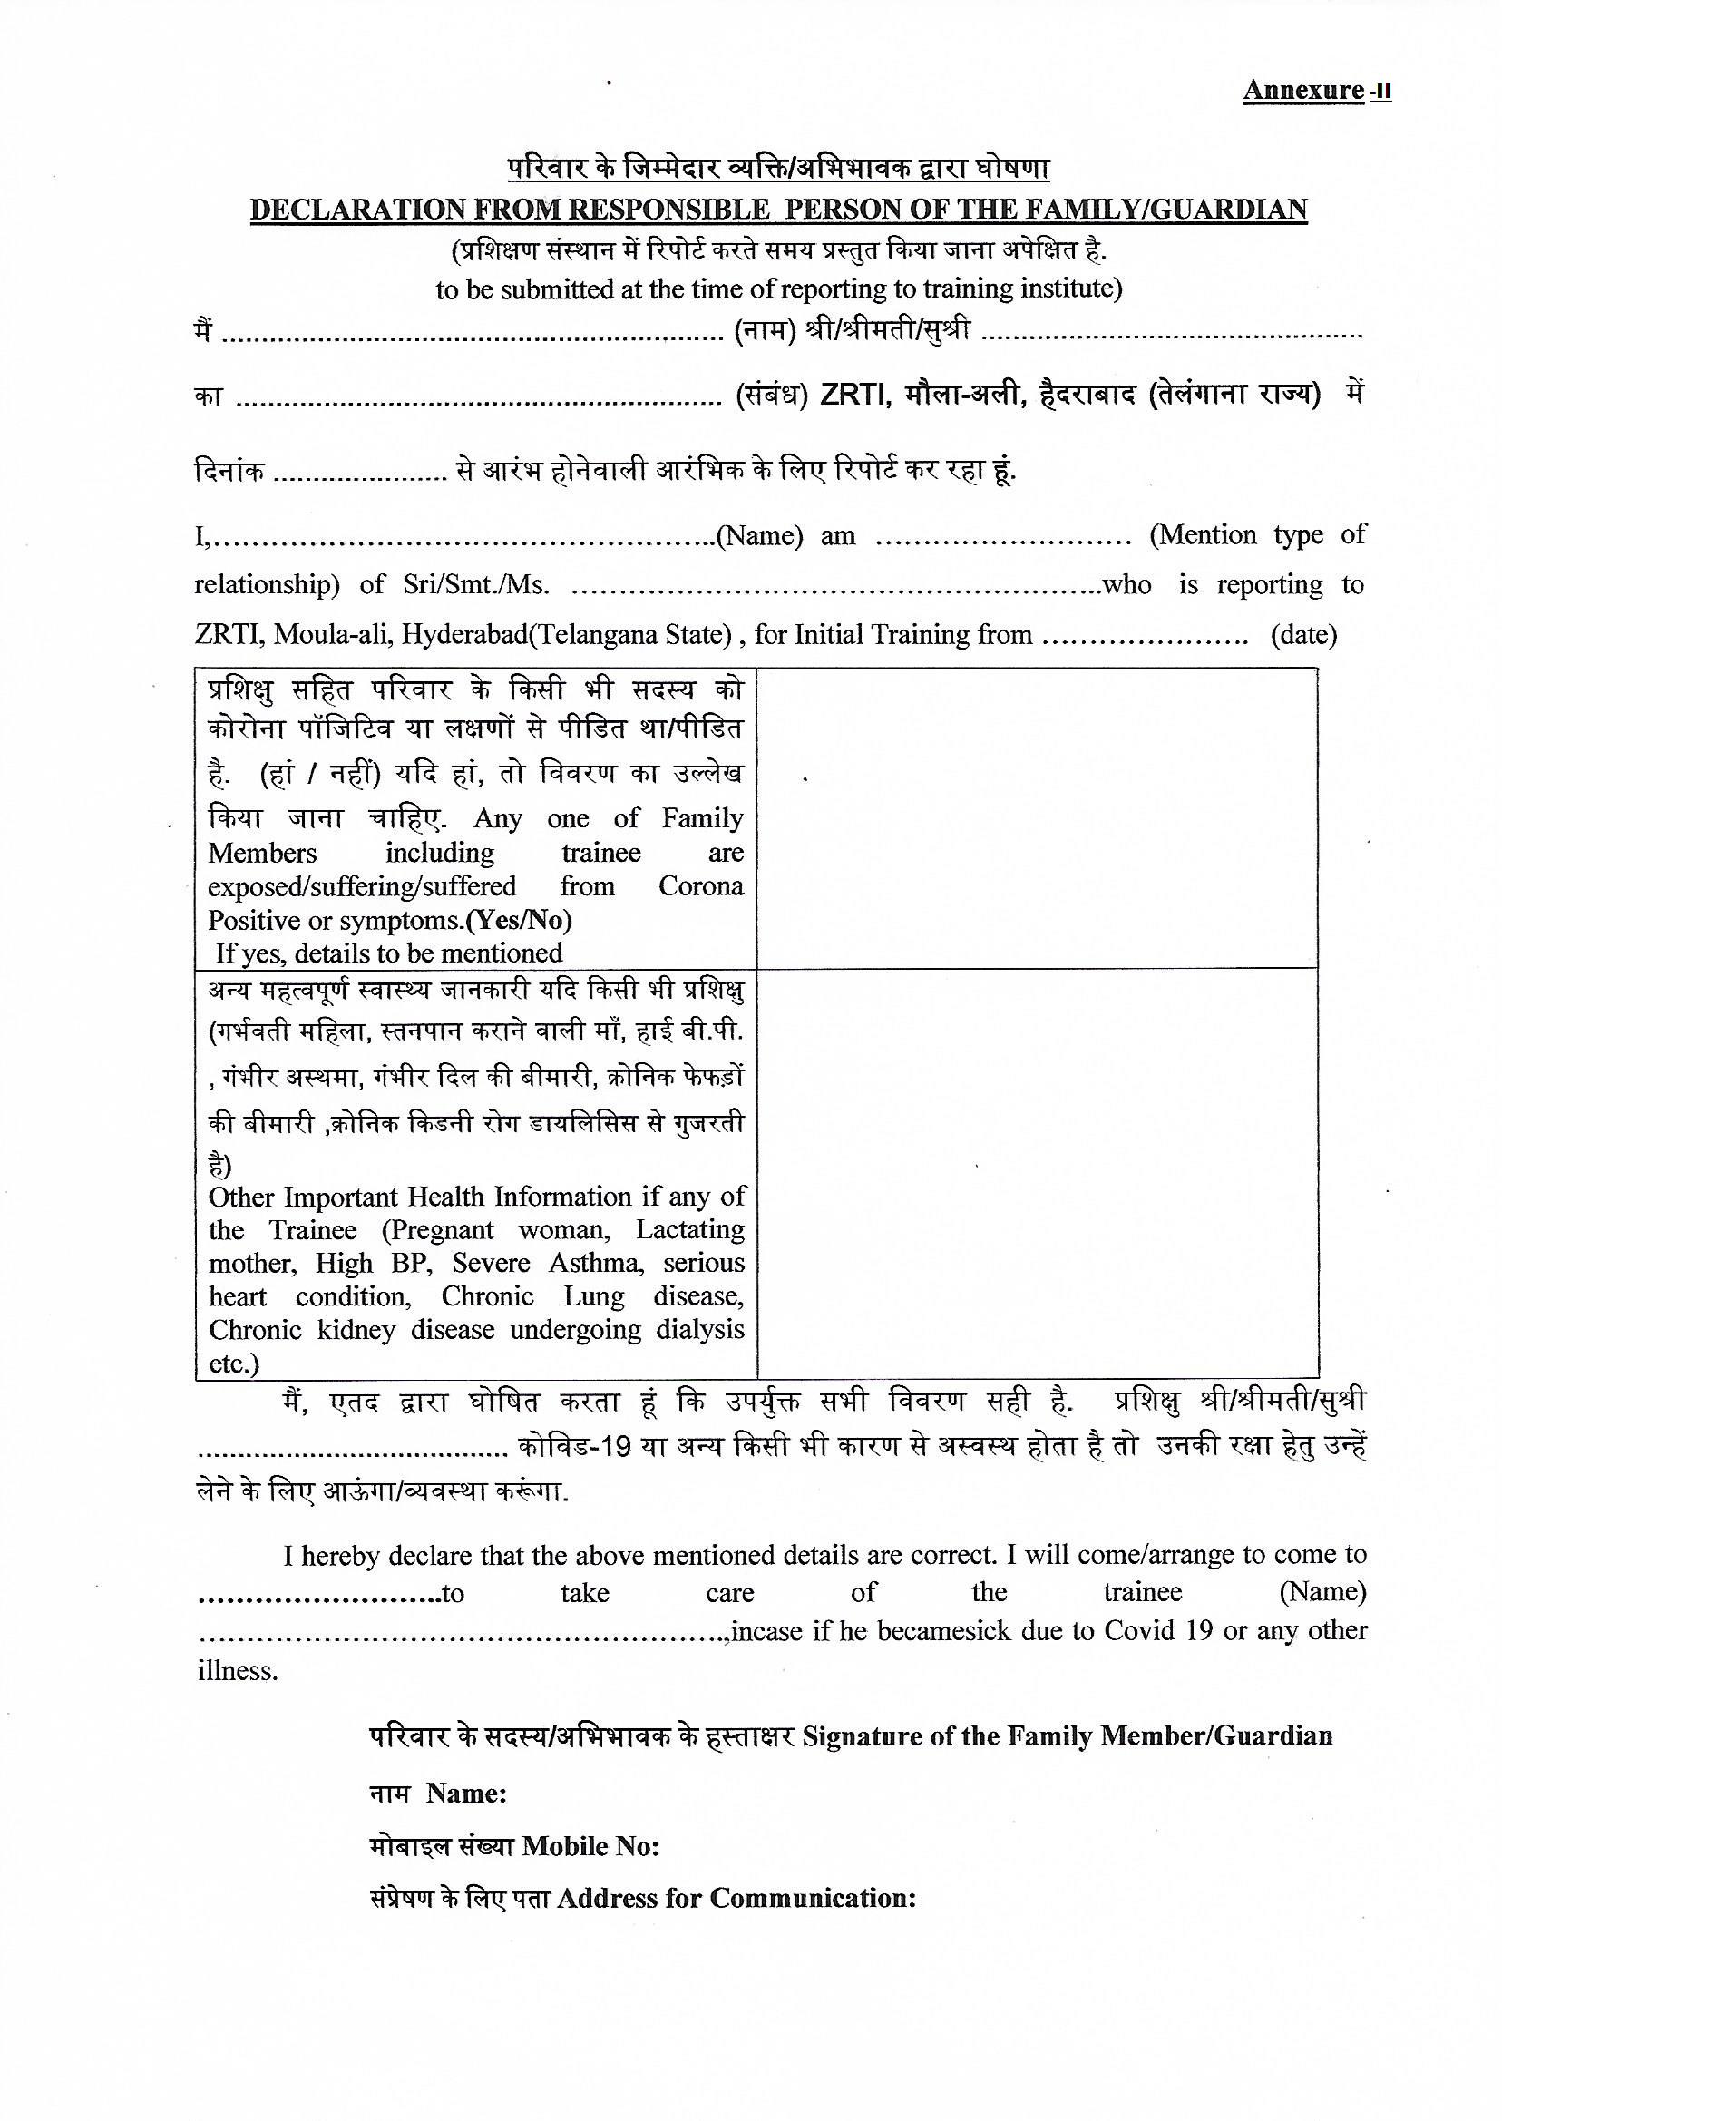 Annexure -II
परिवार के जिम्मेदार व्यक्ति/अभिभावक द्वारा घोषणा
DECLARATION FROM RESPONSIBLE PERSON OF THE FAMILY/GUARDIAN
(प्रशिक्षण संस्थान में रिपोर्ट करते समय प्रस्तुत किया जाना अपेक्षित है.
to be submitted at the time of reporting to training institute)
मैं ................................................................ (नाम) श्री/श्रीमती/सुश्री ................................................
का .............................................................. (संबंध) ZRTI, मौला-अली, हैदराबाद (तेलंगाना राज्य) में
दिनांक ...................... से आरंभ होनेवाली आरंभिक के लिए रिपोर्ट कर रहा हूं.
I,......................................................(Name) am ........................... (Mention type of
relationship) of Sri/Smt./Ms. ........................................................who is reporting to
ZRTI, Moula-ali, Hyderabad(Telangana State) , for Initial Training from ...................... (date)
प्रशिक्षु सहित परिवार के किसी भी सदस्य को
कोरोना पॉजिटिव या लक्षणों से पीडित था/पीडित
है. (हां / नहीं) यदि हां, तो विवरण का उल्लेख
किया जाना चाहिए. Any one of Family
Members including trainee are
exposed/suffering/suffered from Corona
Positive or symptoms.(Yes/No)
If yes, details to be mentioned
अन्य महत्वपूर्ण स्वास्थ्य जानकारी यदि किसी भी प्रशिक्षु
(गर्भवती महिला, स्तनपान कराने वाली माँ, हाई बी.पी.
, गंभीर अस्थमा, गंभीर दिल की बीमारी, क्रोनिक फेफड़ों
की बीमारी ,क्रोनिक किडनी रोग डायलिसिस से गुजरती
है)
Other Important Health Information if any of
the Trainee (Pregnant woman, Lactating
mother, High BP, Severe Asthma, serious
heart condition, Chronic Lung disease,
Chronic kidney disease undergoing dialysis
etc.)
मैं, एतद द्वारा घोषित करता हूं कि उपर्युक्त सभी विवरण सही है. प्रशिक्षु श्री/श्रीमती/सुश्री
....................................... कोविड-19 या अन्य किसी भी कारण से अस्वस्थ होता है तो उनकी रक्षा हेतु उन्हें
लेने के लिए आऊंगा/व्यवस्था करूंगा.
I hereby declare that the above mentioned details are correct. I will come/arrange to come to
..........................to take care of the trainee (Name)
........................................................,incase if he becamesick due to Covid 19 or any other
illness.
परिवार के सदस्य/अभिभावक के हस्ताक्षर Signature of the Family Member/Guardian
नाम Name:
मोबाइल संख्या Mobile No:
संप्रेषण के लिए पता Address for Communication: